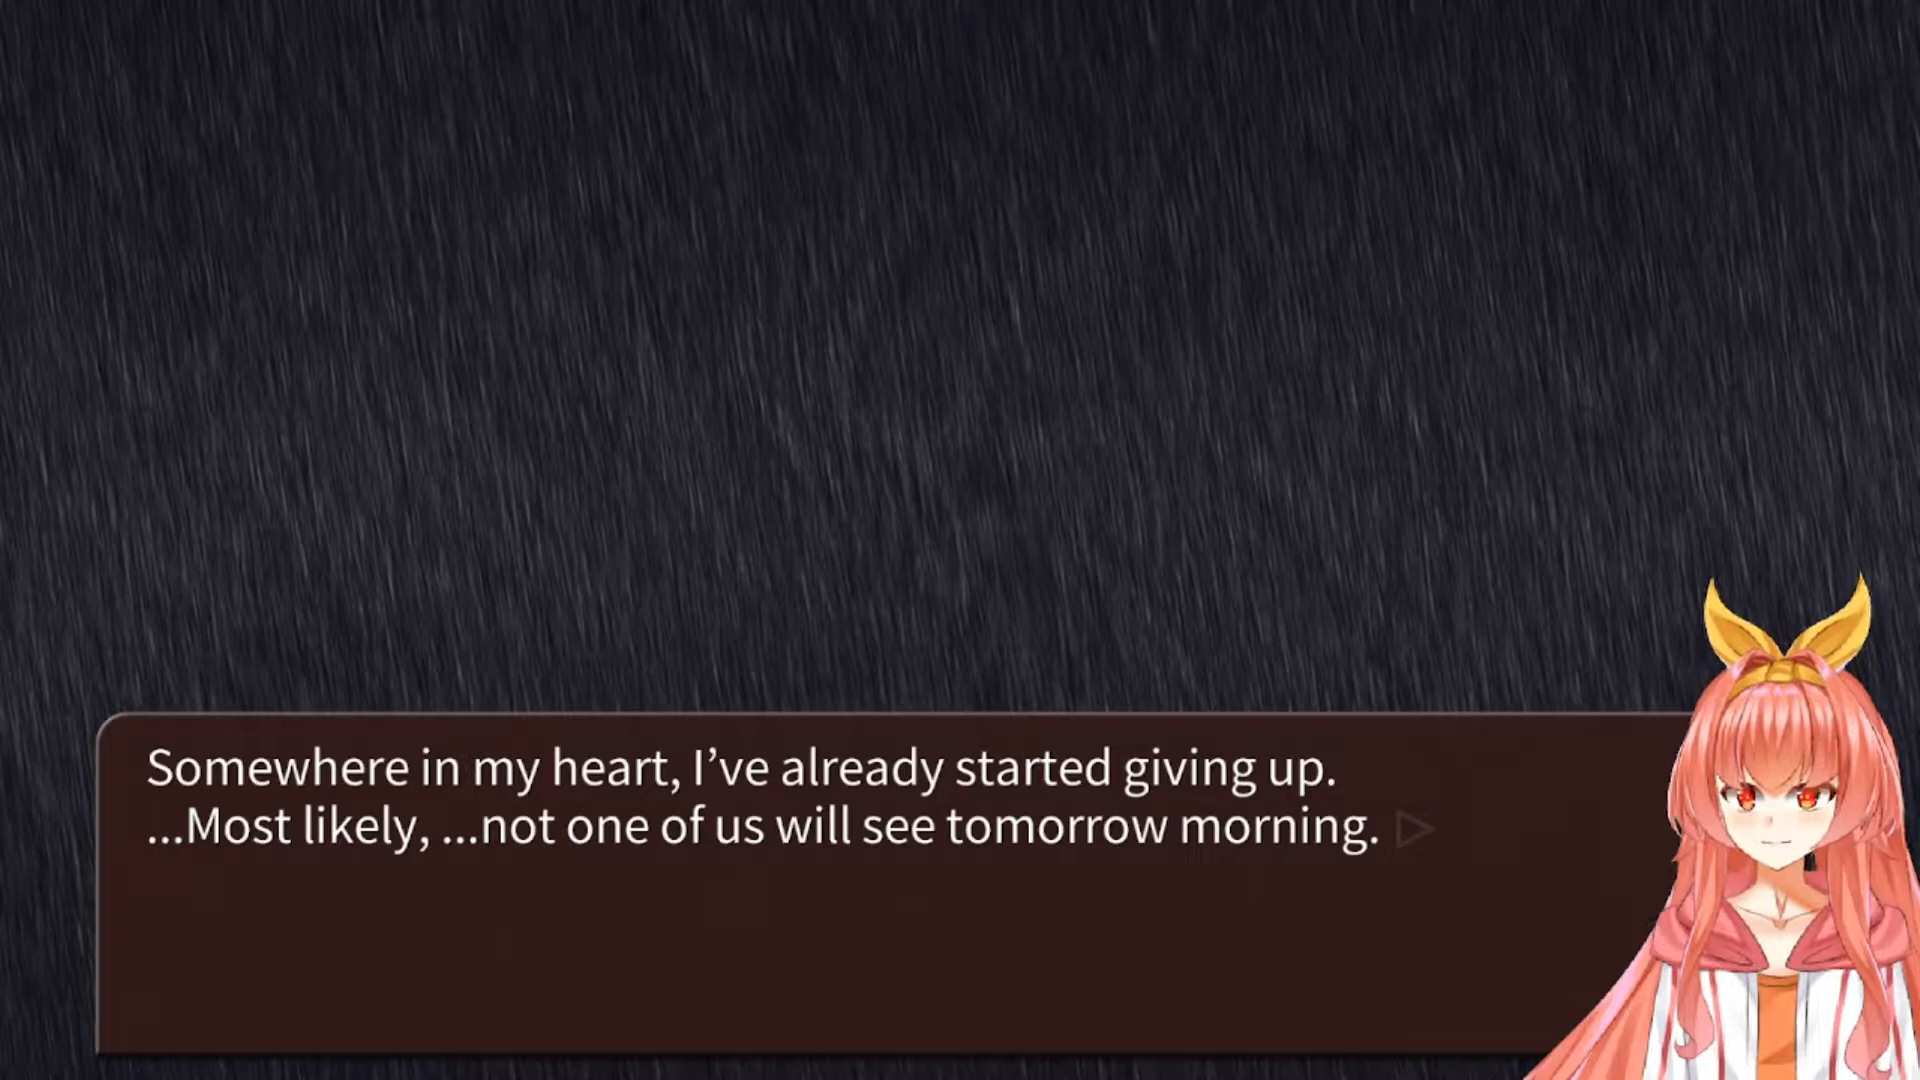 Somewhere in my heart, I’ve already started giving up.
...Most likely, ...not one of us will see tomorrow morning.